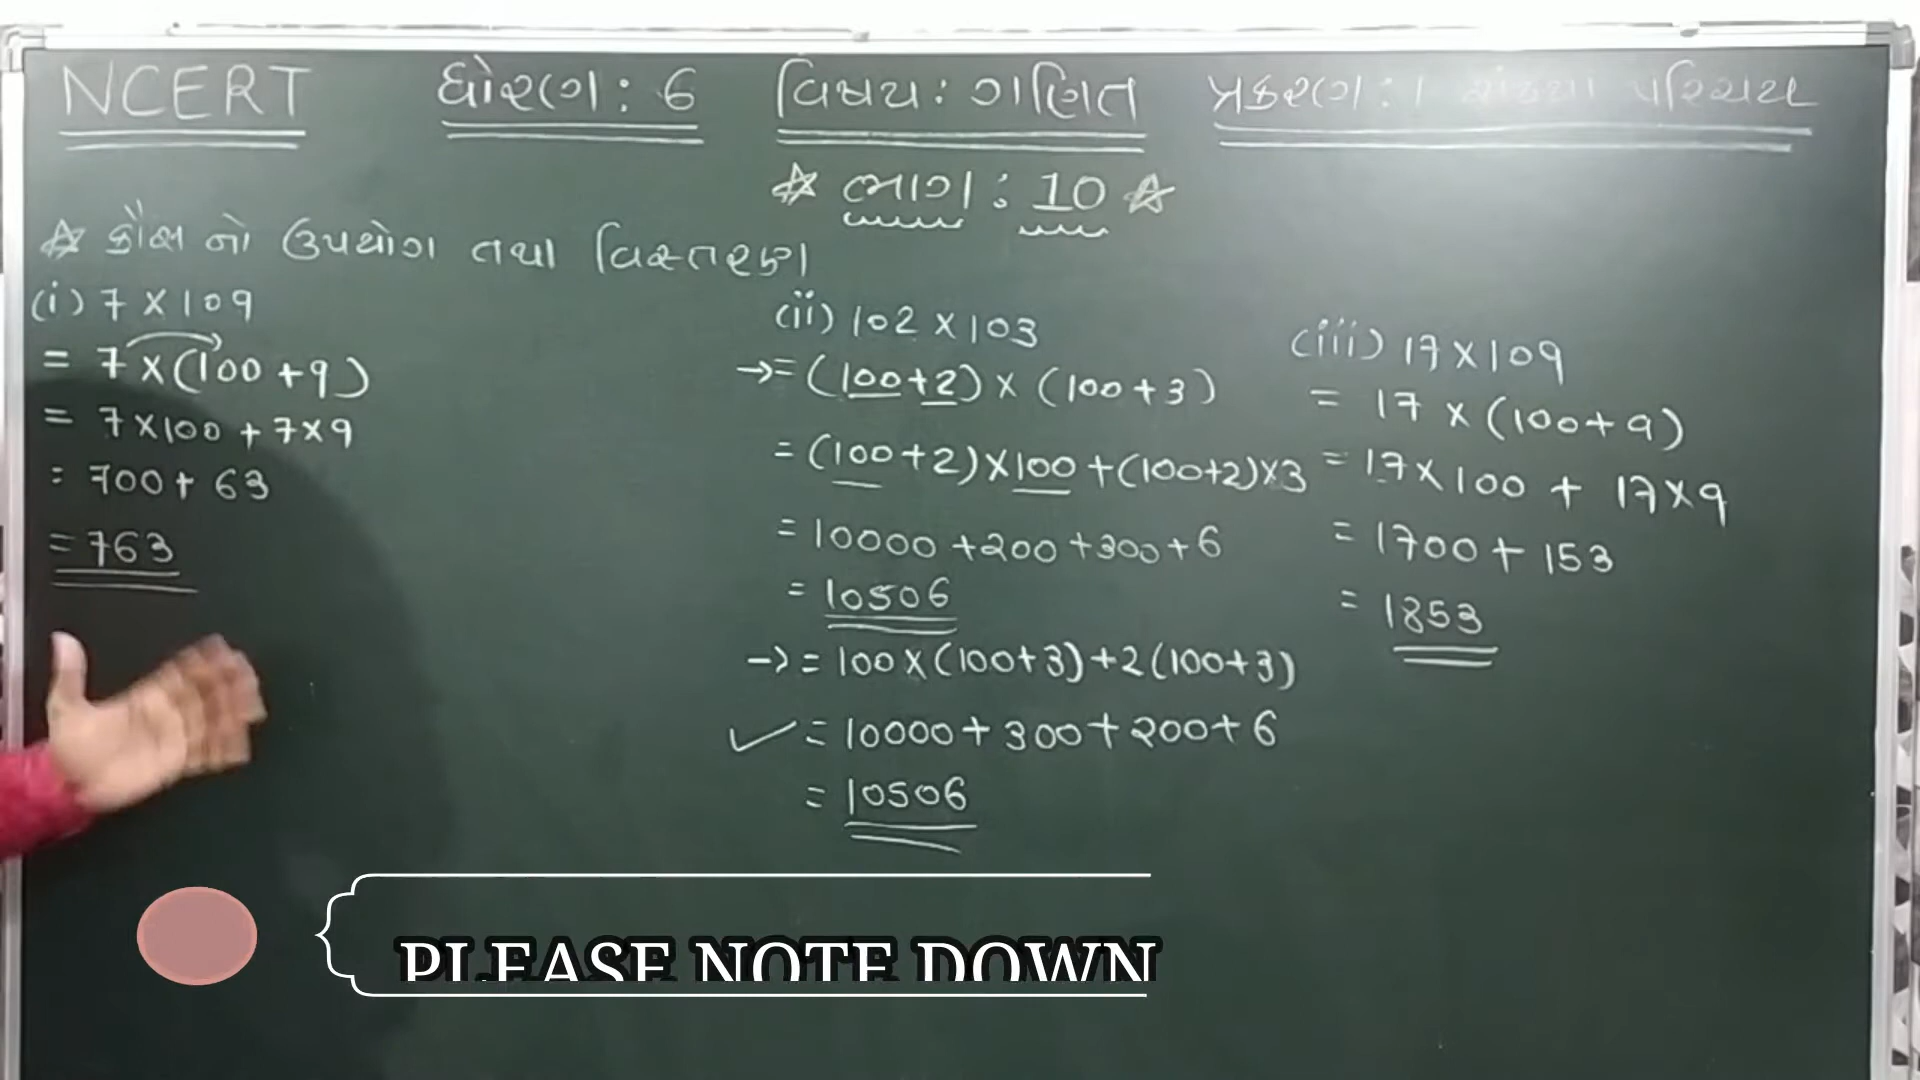 NCERT ધોરણ : 6 વિષય : ગણિત પ્રકરણ : 1 સંખ્યા પરિચય
☆ ભાગ : 10 ☆
☆ કૌંસ નો ઉપયોગ તથા વિસ્તરણ
(i) 7 × 109
= 7 × (100 + 9)
= 7 × 100 + 7 × 9
= 700 + 63
= 763
(ii) 102 × 103
→ = (100 + 2) × (100 + 3)
= (100 + 2) × 100 + (100 + 2) × 3
= 10000 + 200 + 300 + 6
= 10506
→ = 100 × (100 + 3) + 2 (100 + 3)
✓ = 10000 + 300 + 200 + 6
= 10506
(iii) 17 × 109
= 17 × (100 + 9)
= 17 × 100 + 17 × 9
= 1700 + 153
= 1853
PLEASE NOTE DOWN